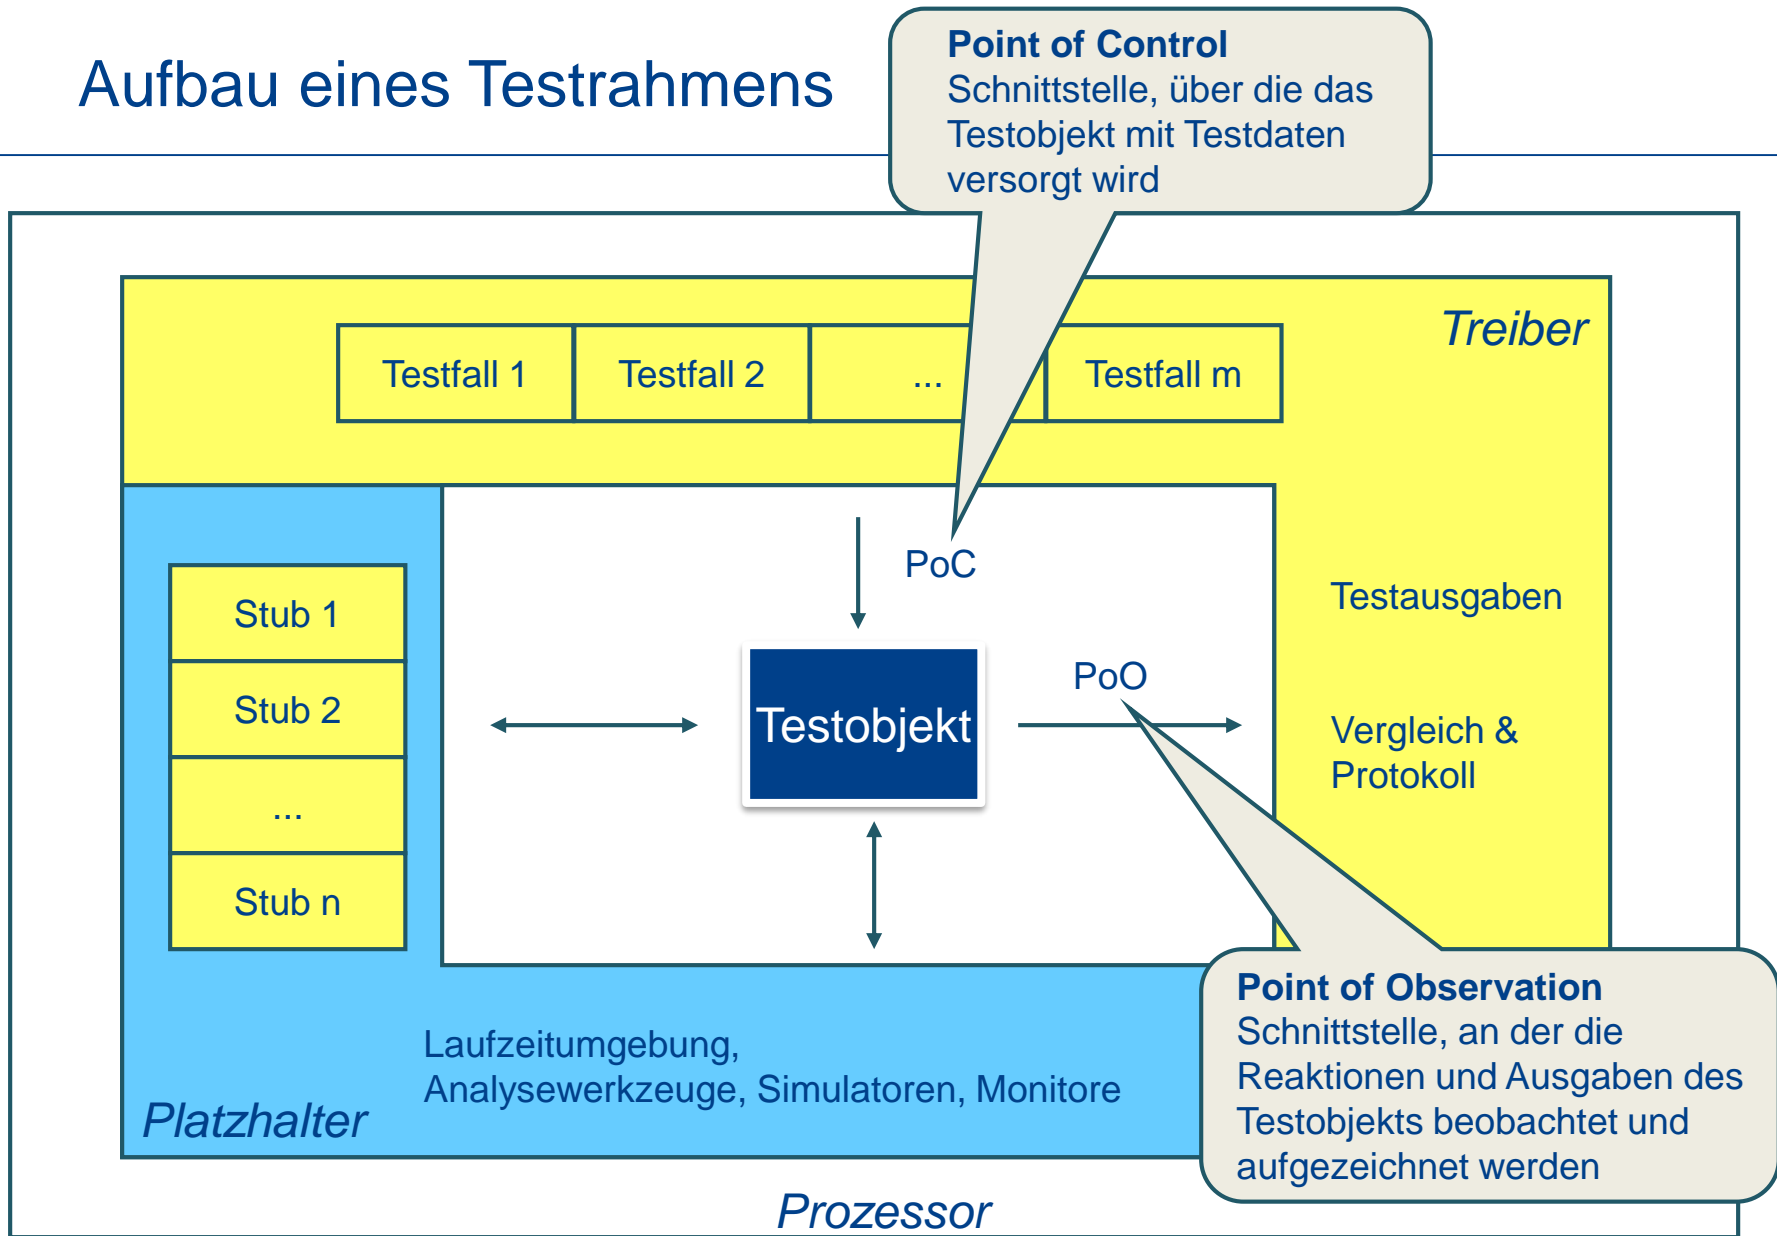 Aufbau eines Testrahmens
Point of Control
Schnittstelle, über die das
Testobjekt mit Testdaten
versorgt wird
Treiber
Testfall 1
Testfall 2
...
Testfall m
PoC
Stub 1
Stub 2
...
Stub n
Testobjekt
PoO
Testausgaben
Vergleich &
Protokoll
Laufzeitumgebung,
Analysewerkzeuge, Simulatoren, Monitore
Platzhalter
Point of Observation
Schnittstelle, an der die
Reaktionen und Ausgaben des
Testobjekts beobachtet und
aufgezeichnet werden
Prozessor